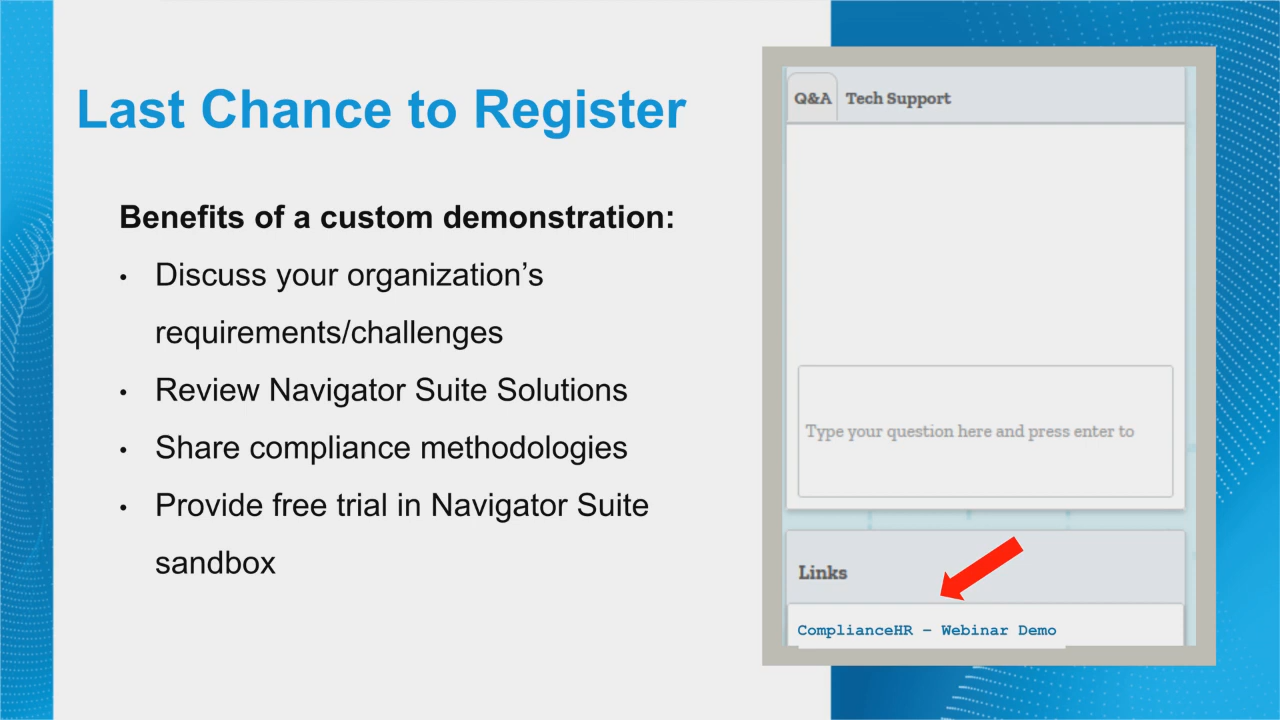 Last Chance to Register
Benefits of a custom demonstration:
• Discuss your organization’s
requirements/challenges
• Review Navigator Suite Solutions
• Share compliance methodologies
• Provide free trial in Navigator Suite
sandbox
Q&A Tech Support
Type your question here and press enter to
Links
ComplianceHR – Webinar Demo